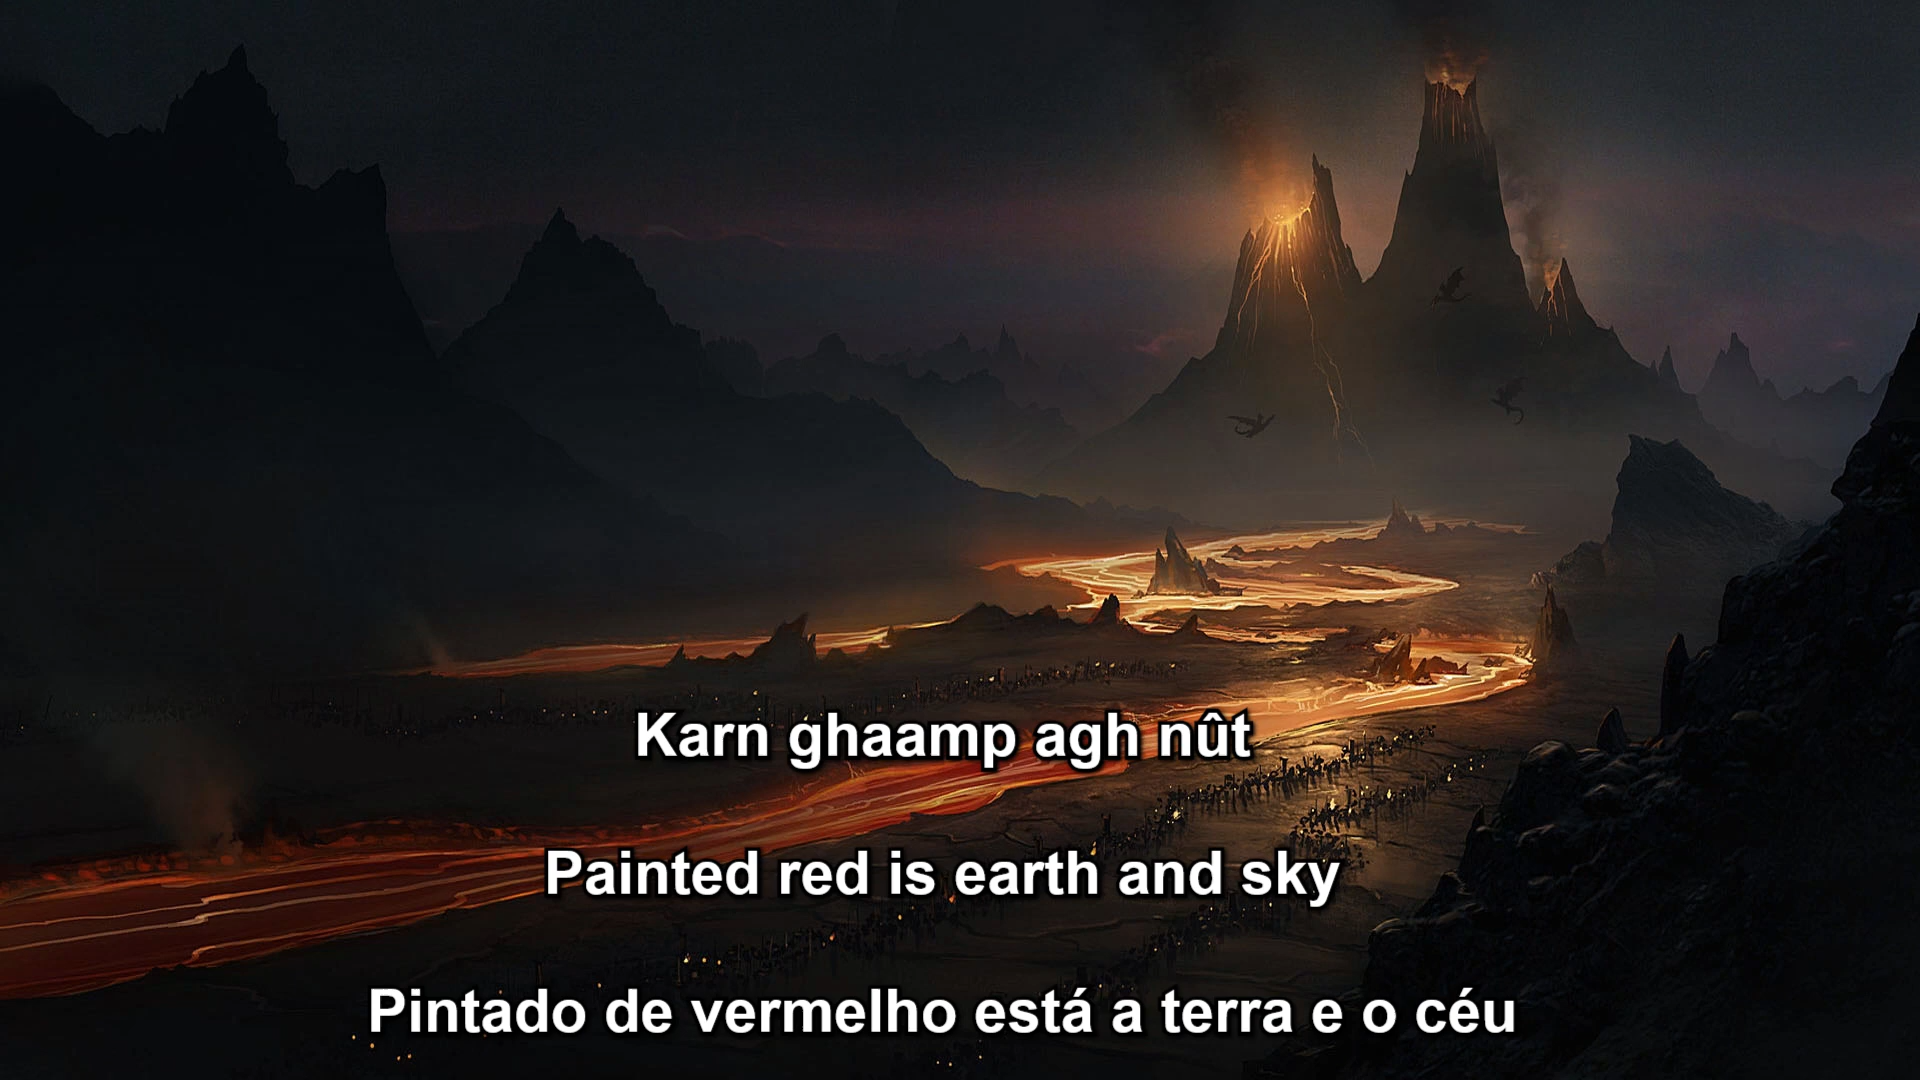 Karn ghaamp agh nût
Painted red is earth and sky
Pintado de vermelho está a terra e o céu